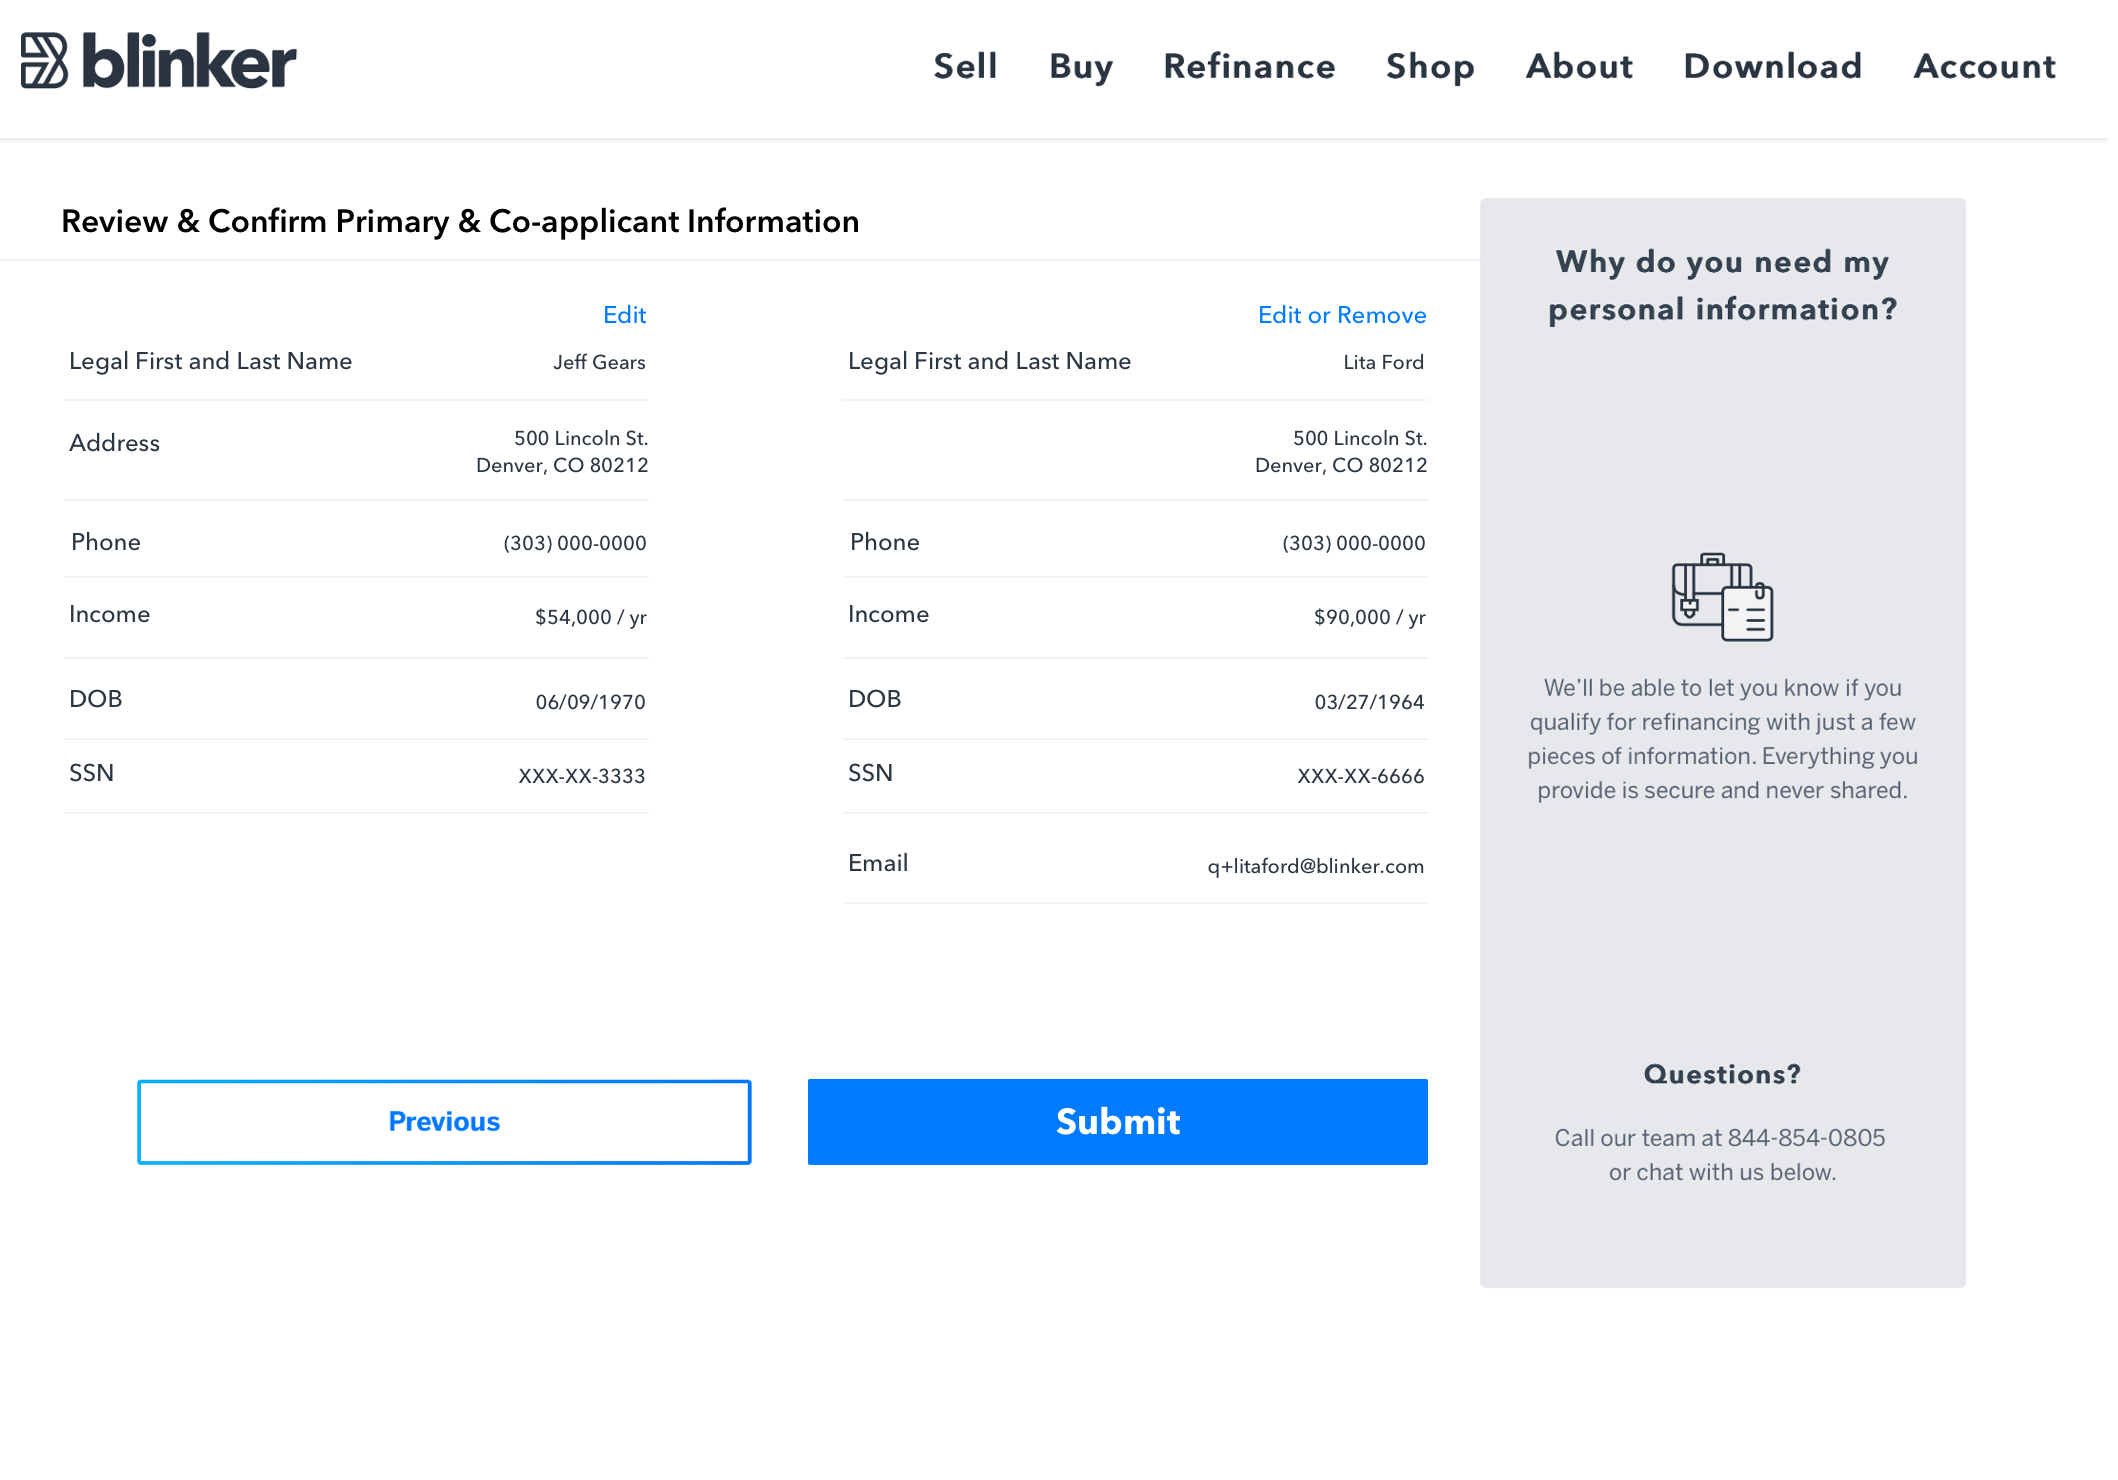 blinker
Sell Buy Refinance Shop About Download Account
Review & Confirm Primary & Co-applicant Information
Edit
Legal First and Last Name Jeff Gears
Address 500 Lincoln St.
Denver, CO 80212
Phone (303) 000-0000
Income $54,000 / yr
DOB 06/09/1970
SSN XXX-XX-3333
Edit or Remove
Legal First and Last Name Lita Ford
500 Lincoln St.
Denver, CO 80212
Phone (303) 000-0000
Income $90,000 / yr
DOB 03/27/1964
SSN XXX-XX-6666
Email q+litaford@blinker.com
Previous
Submit
Why do you need my
personal information?
We'll be able to let you know if you
qualify for refinancing with just a few
pieces of information. Everything you
provide is secure and never shared.
Questions?
Call our team at 844-854-0805
or chat with us below.